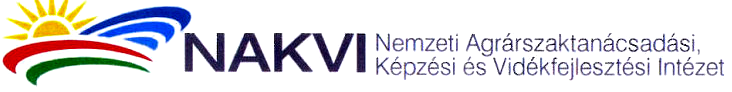 NAKVI
Nemzeti Agrárszaktanácsadási,
Képzési és Vidékfejlesztési Intézet